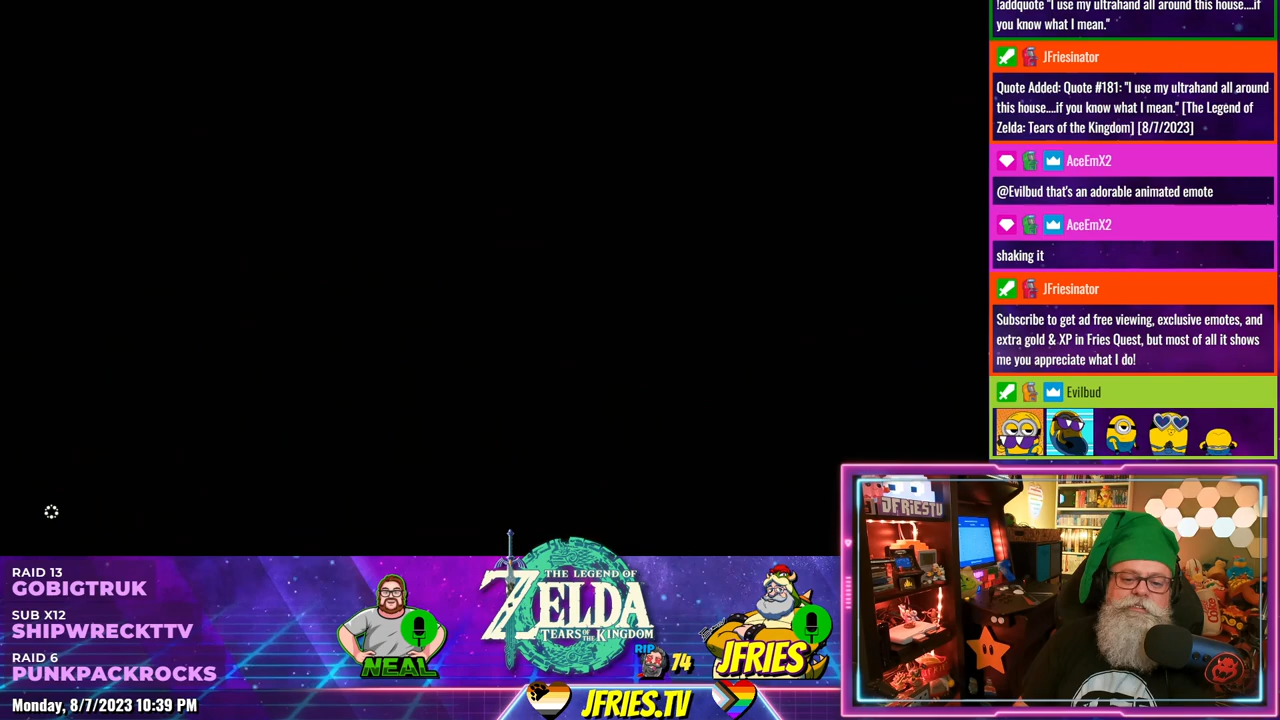 !addquote "I use my ultrahand all around this house....if
you know what I mean."
JFriesinator
Quote Added: Quote #181: "I use my ultrahand all around
this house....if you know what I mean." [The Legend of
Zelda: Tears of the Kingdom] [8/7/2023]
AceEmX2
@Evilbud that's an adorable animated emote
AceEmX2
shaking it
JFriesinator
Subscribe to get ad free viewing, exclusive emotes, and
extra gold & XP in Fries Quest, but most of all it shows
me you appreciate what I do!
Evilbud
JFRIESTV
RAID 13
GOBIGTRUK
SUB X12
SHIPWRECKTTV
RAID 6
PUNKPACKROCKS
Monday, 8/7/2023 10:39 PM
NEAL
THE LEGEND OF
ZELDA
TEARS OF THE KINGDOM
RIP
74
JFRIES
JFRIES.TV